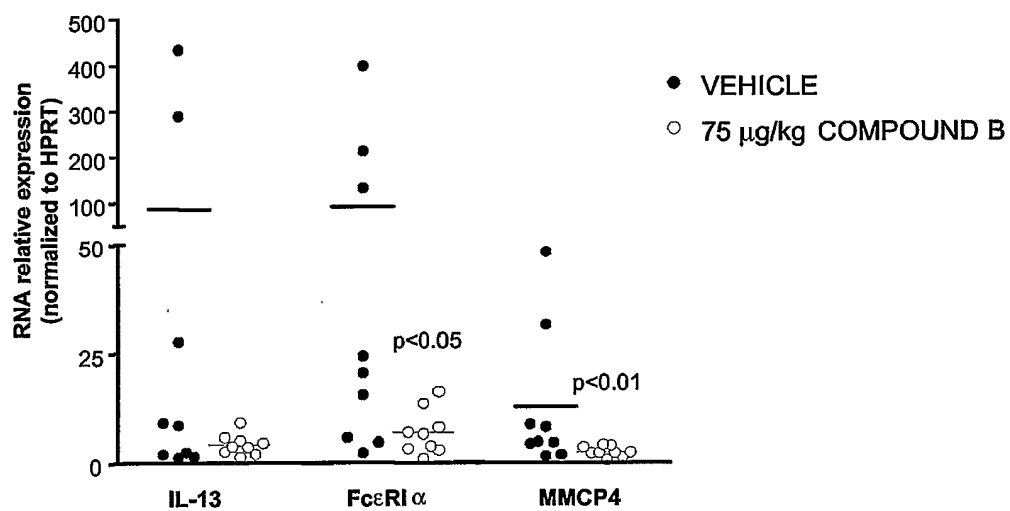 500
400
300
200
100
50
25
0
RNA relative expression
(normalized to HPRT)
VEHICLE
75 μg/kg COMPOUND B
p<0.05
p<0.01
IL-13
FcεRI α
MMCP4